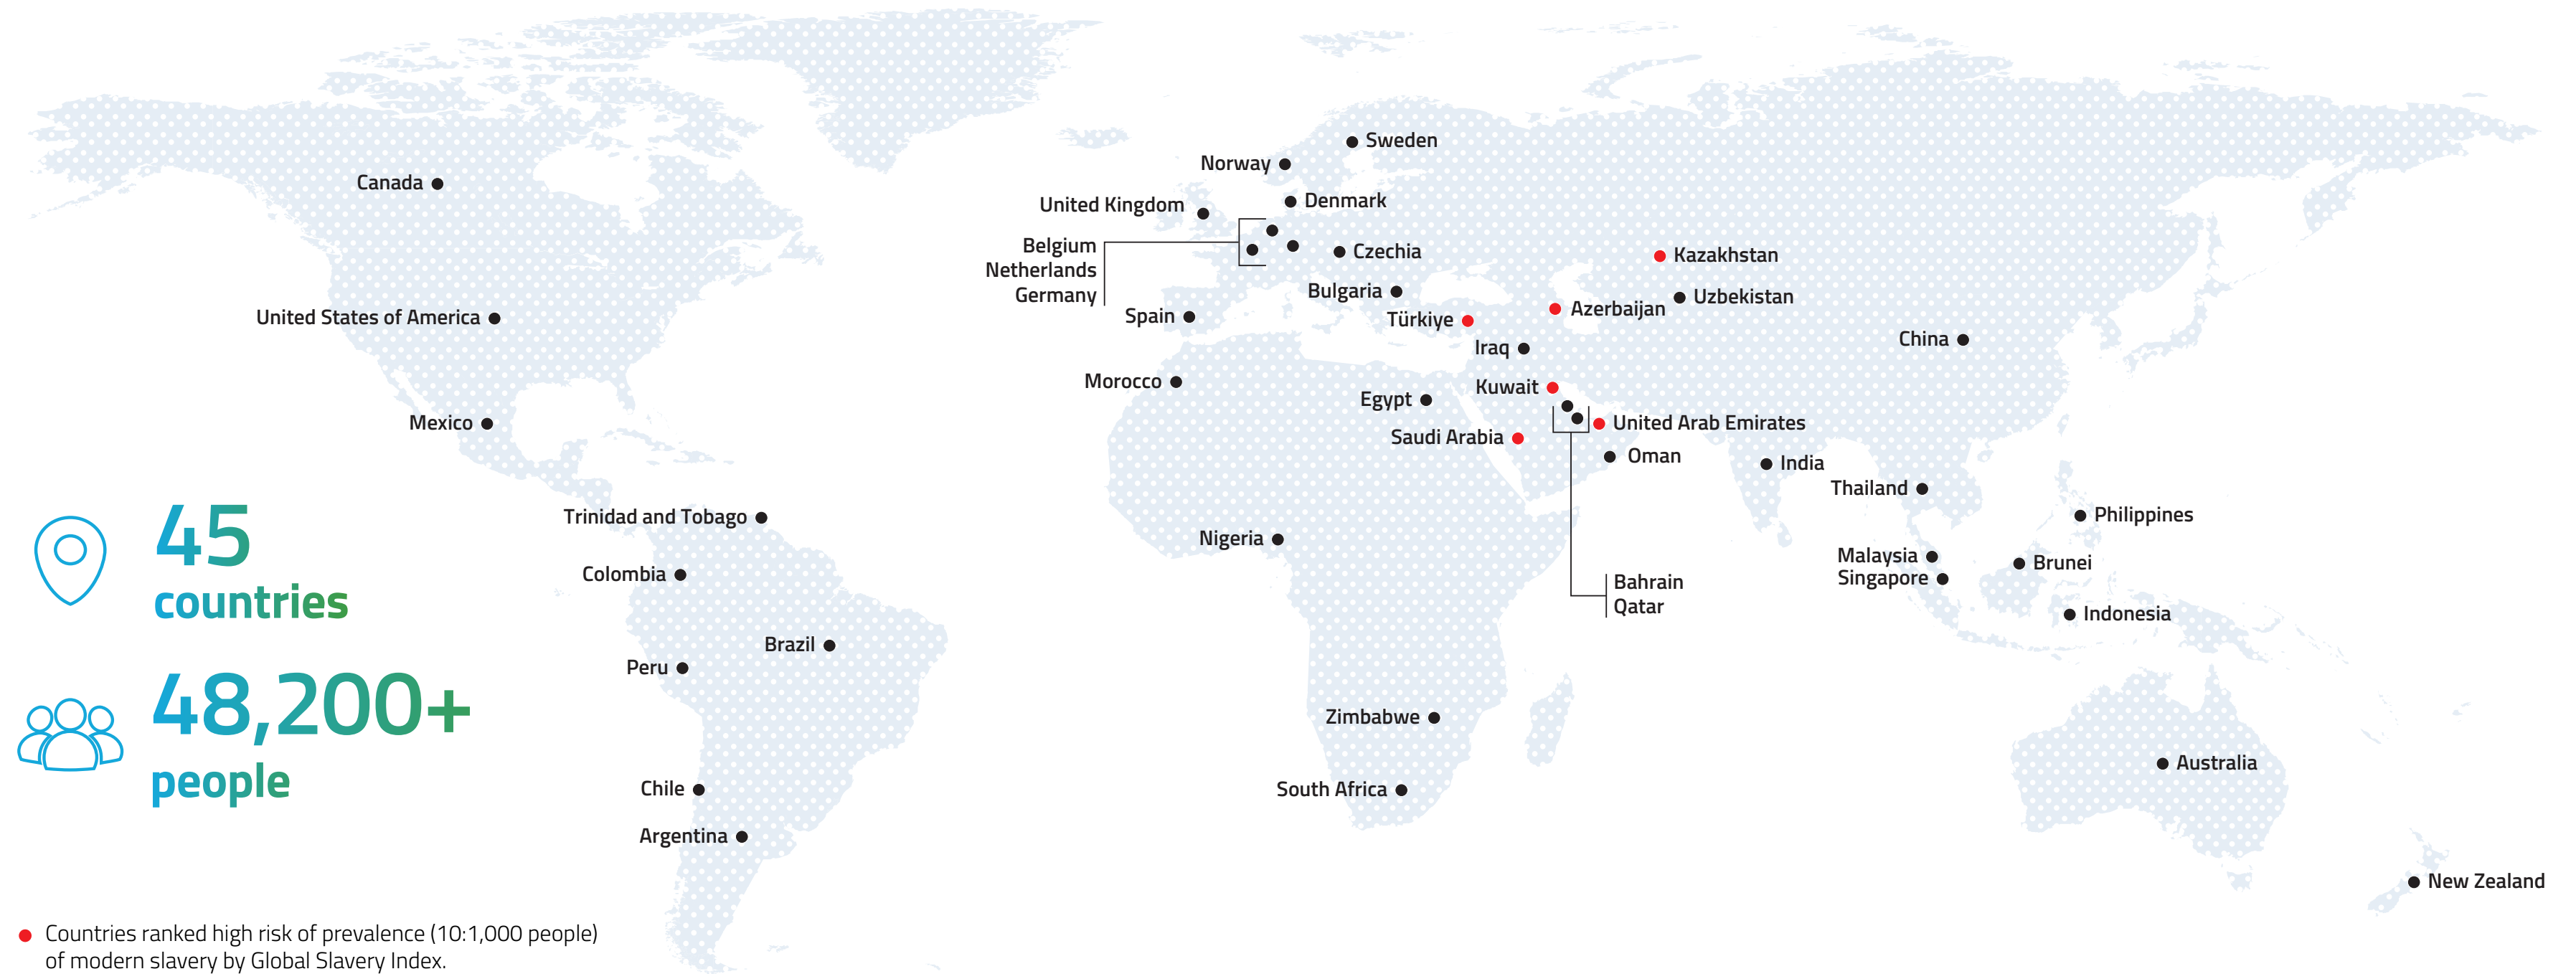 Sweden
Norway
Canada
Denmark
United Kingdom
Belgium
Netherlands
Germany
Czechia
Kazakhstan
Bulgaria
Uzbekistan
Azerbaijan
Spain
Türkiye
United States of America
China
Iraq
Morocco
Kuwait
Egypt
Mexico
United Arab Emirates
Saudi Arabia
Oman
India
Thailand
Trinidad and Tobago
Philippines
Nigeria
Malaysia
Brunei
Singapore
Colombia
Bahrain
Qatar
Indonesia
45
countries
Brazil
Peru
48,200+
people
Zimbabwe
Australia
Chile
South Africa
Argentina
New Zealand
Countries ranked high risk of prevalence (10:1,000 people)
of modern slavery by Global Slavery Index.